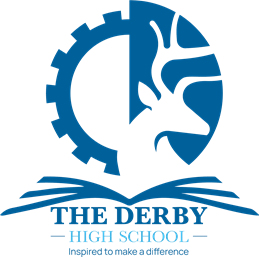 THE DERBY
HIGH SCHOOL
Inspired to make a difference